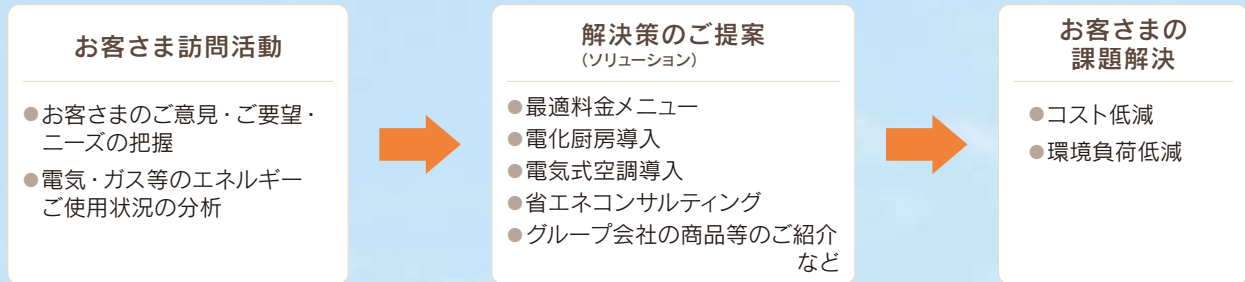 お客さま訪問活動
●お客さまのご意見・ご要望・
ニーズの把握
●電気・ガス等のエネルギー
ご使用状況の分析
解決策のご提案
（ソリューション）
●最適料金メニュー
●電化厨房導入
●電気式空調導入
●省エネコンサルティング
●グループ会社の商品等のご紹介
など
お客さまの
課題解決
●コスト低減
●環境負荷低減